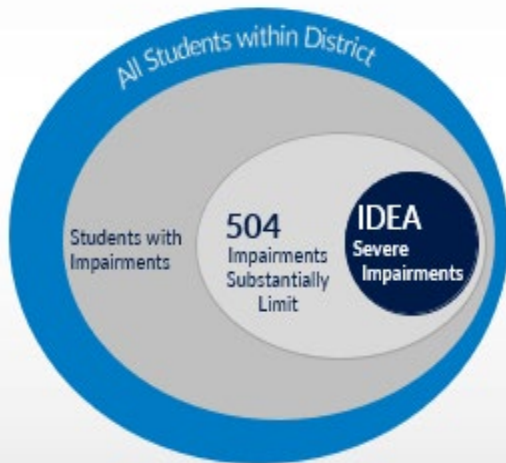 All Students within District
Students with
Impairments
504
Impairments
Substantially
Limit
IDEA
Severe
Impairments